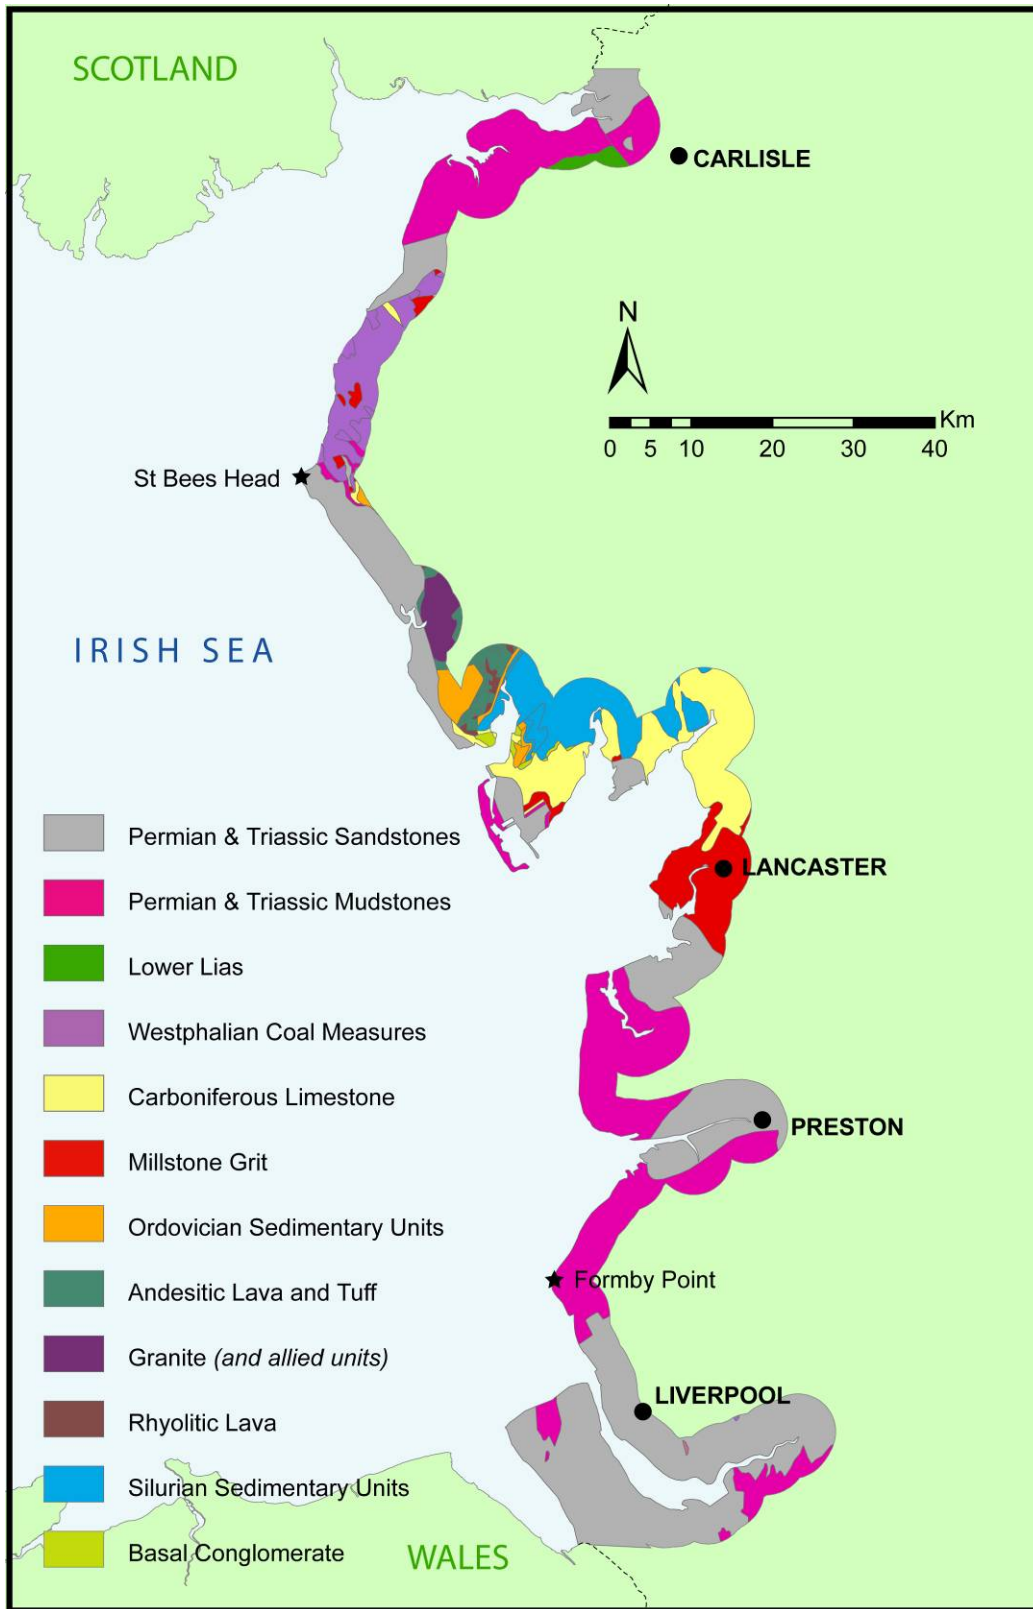 SCOTLAND
CARLISLE
N
Km
0 5 10 20 30 40
St Bees Head
IRISH SEA
Permian & Triassic Sandstones
Permian & Triassic Mudstones
LANCASTER
Lower Lias
Westphalian Coal Measures
Carboniferous Limestone
PRESTON
Millstone Grit
Ordovician Sedimentary Units
Formby Point
Andesitic Lava and Tuff
Granite (and allied units)
LIVERPOOL
Rhyolitic Lava
Silurian Sedimentary Units
Basal Conglomerate
WALES